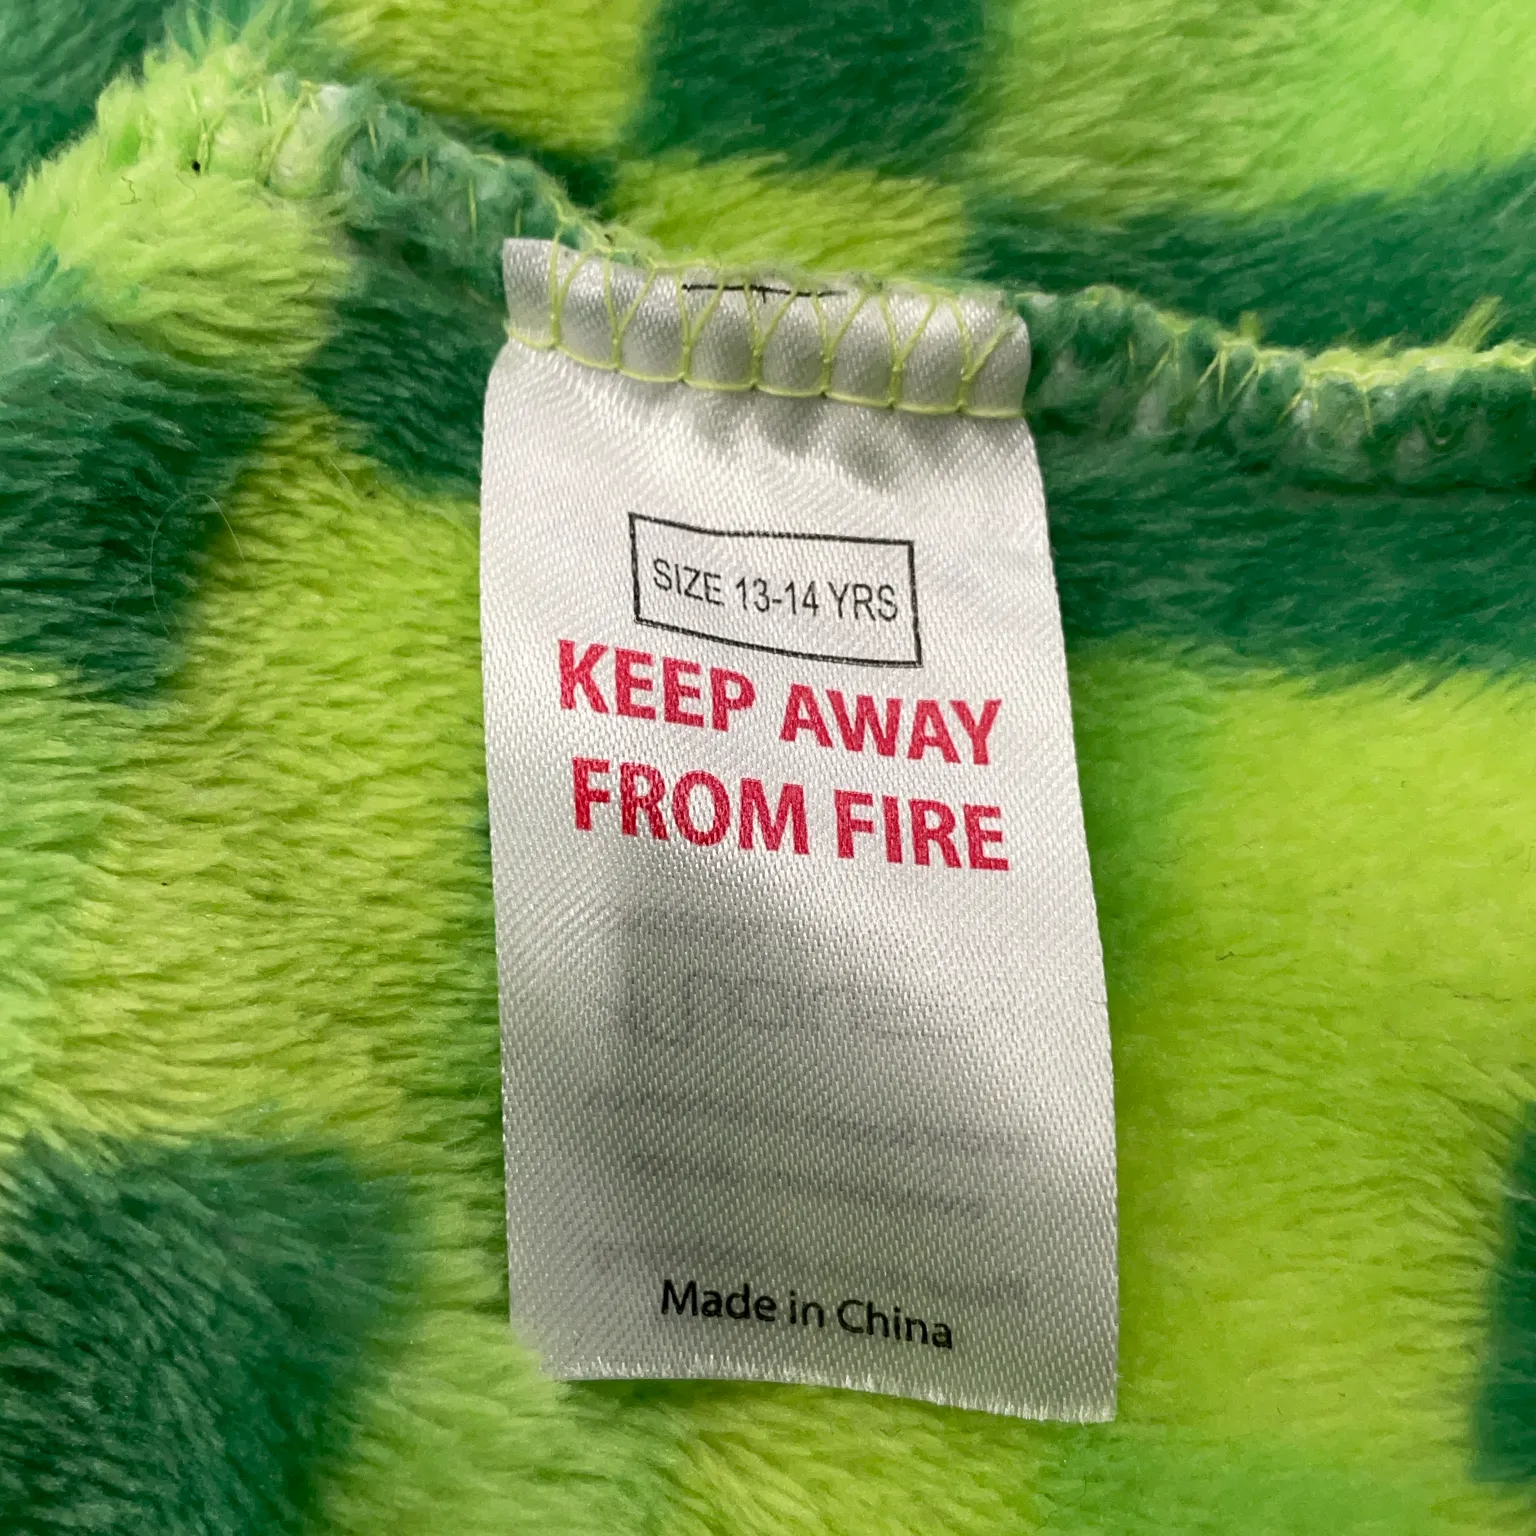 SIZE 13-14 YRS
KEEP AWAY
FROM FIRE
Made in China